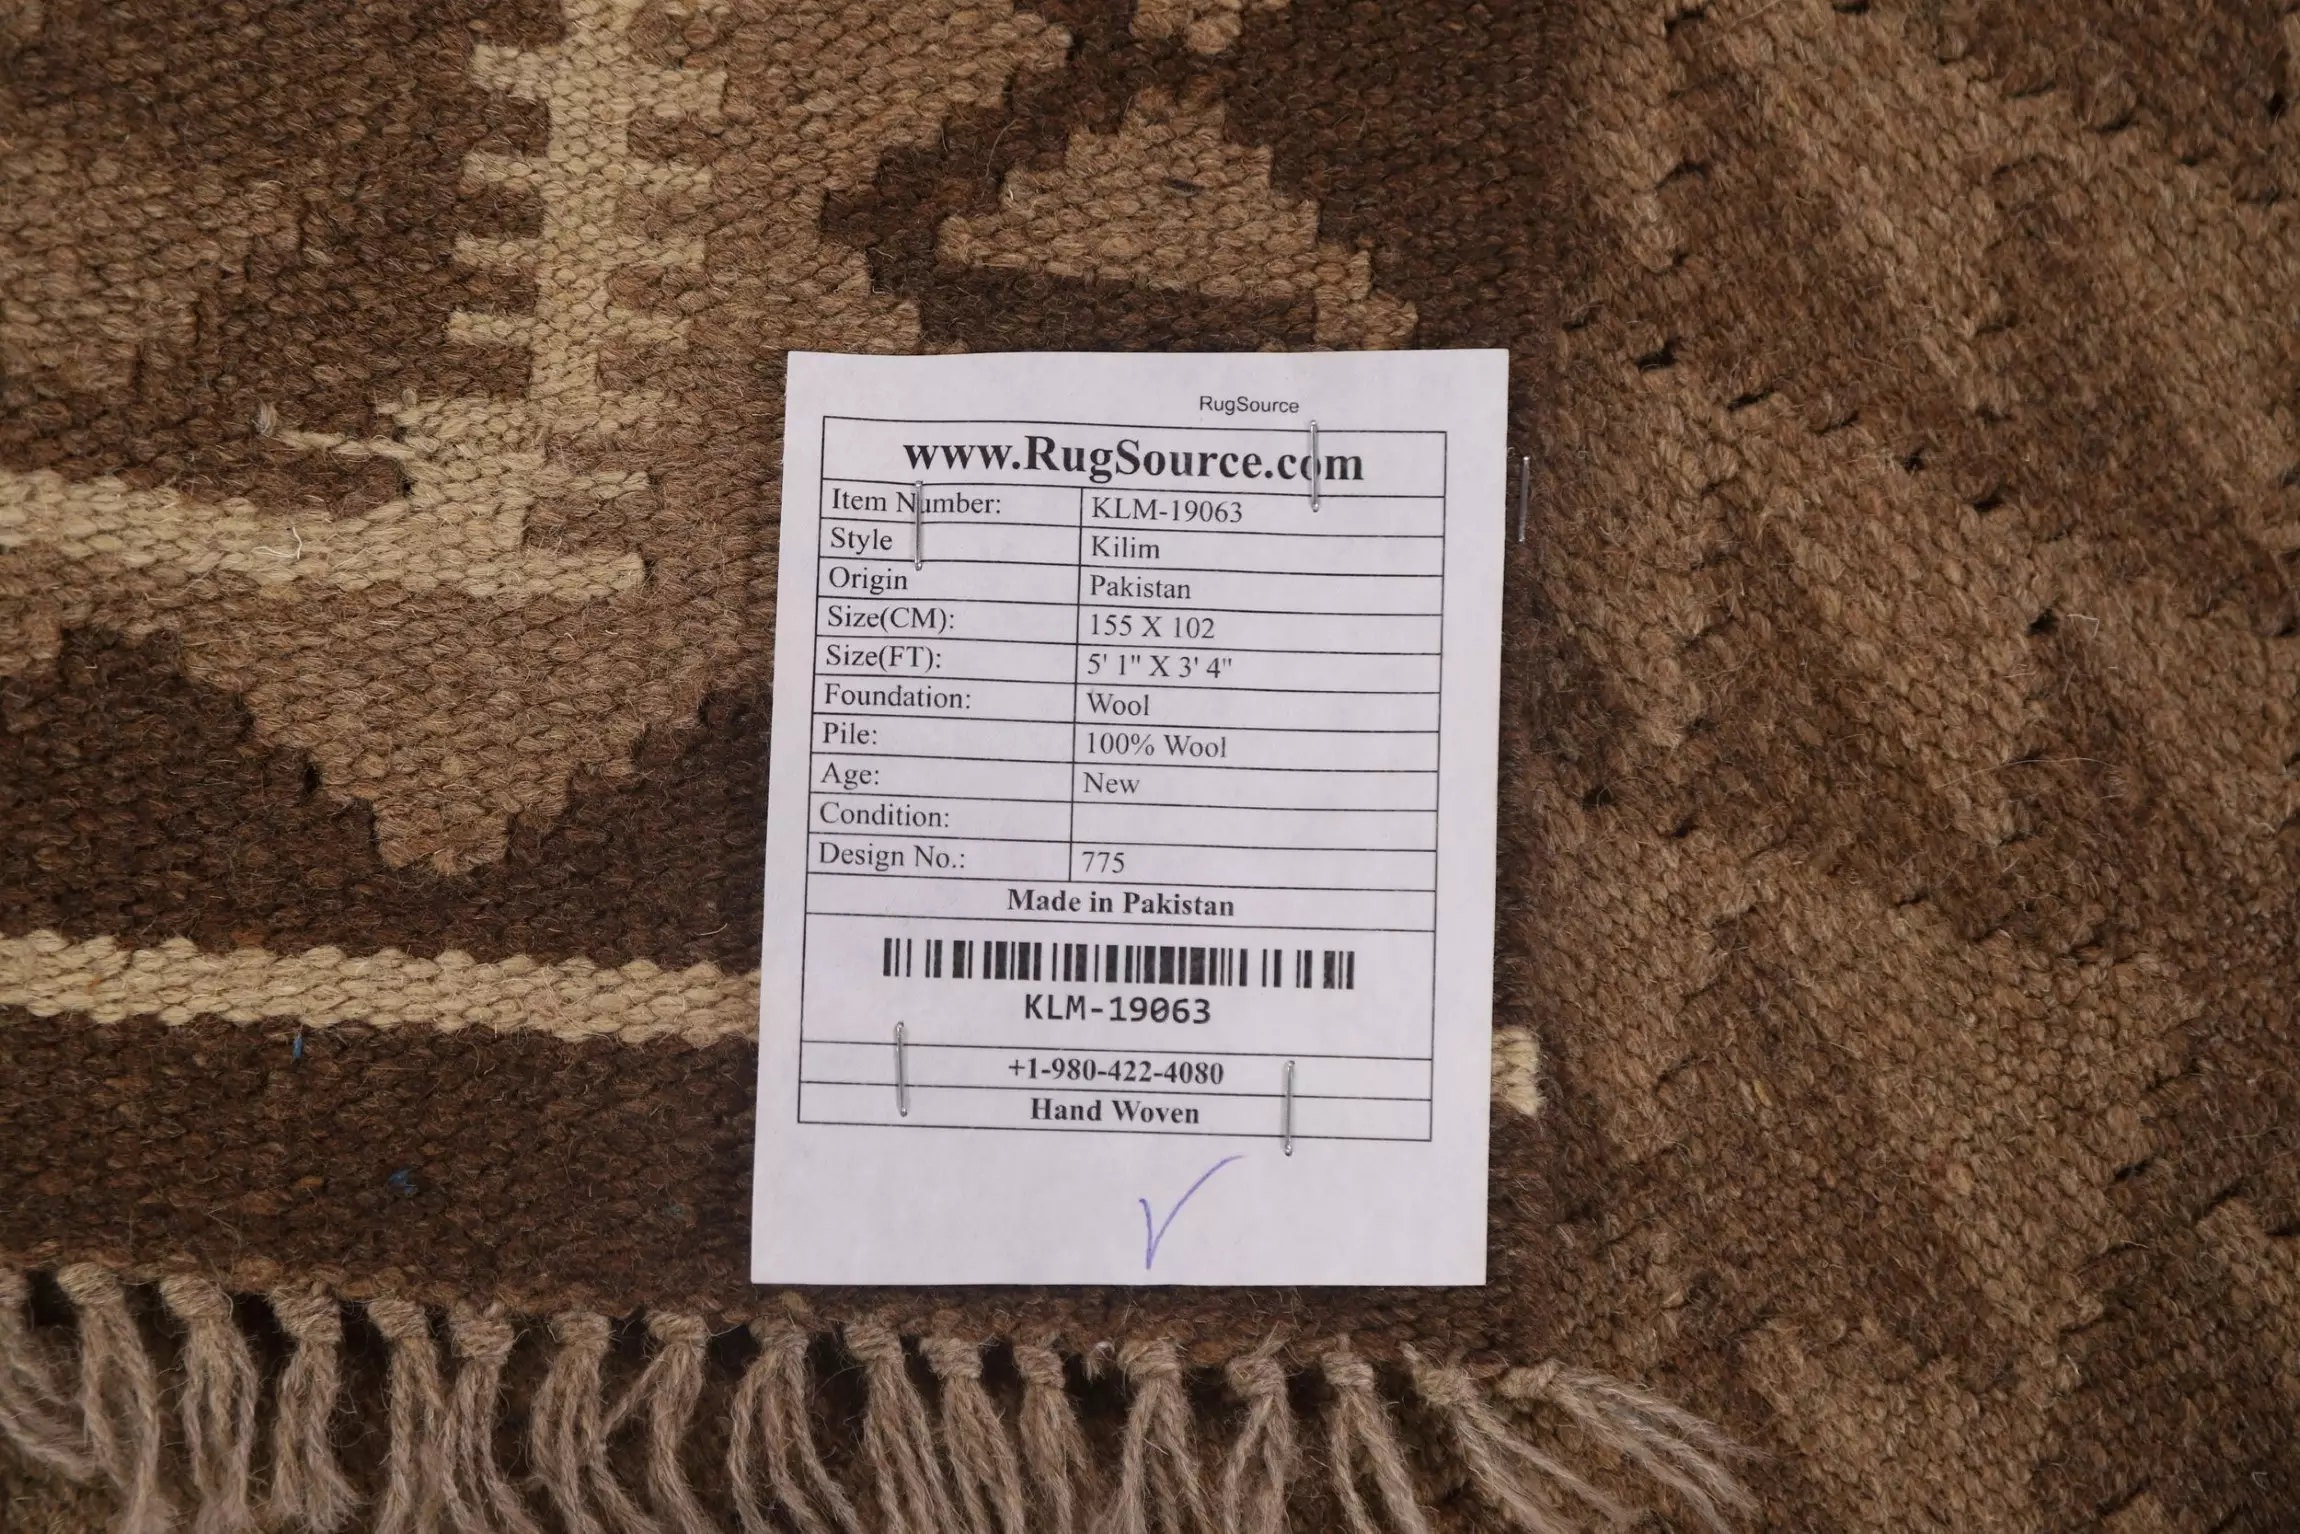 RugSource
www.RugSource.com
Item Number: KLM-19063
Style Kilim
Origin Pakistan
Size(CM): 155 X 102
Size(FT): 5' 1" X 3' 4"
Foundation: Wool
Pile: 100% Wool
Age: New
Condition:
Design No.: 775
Made in Pakistan
KLM-19063
+1-980-422-4080
Hand Woven